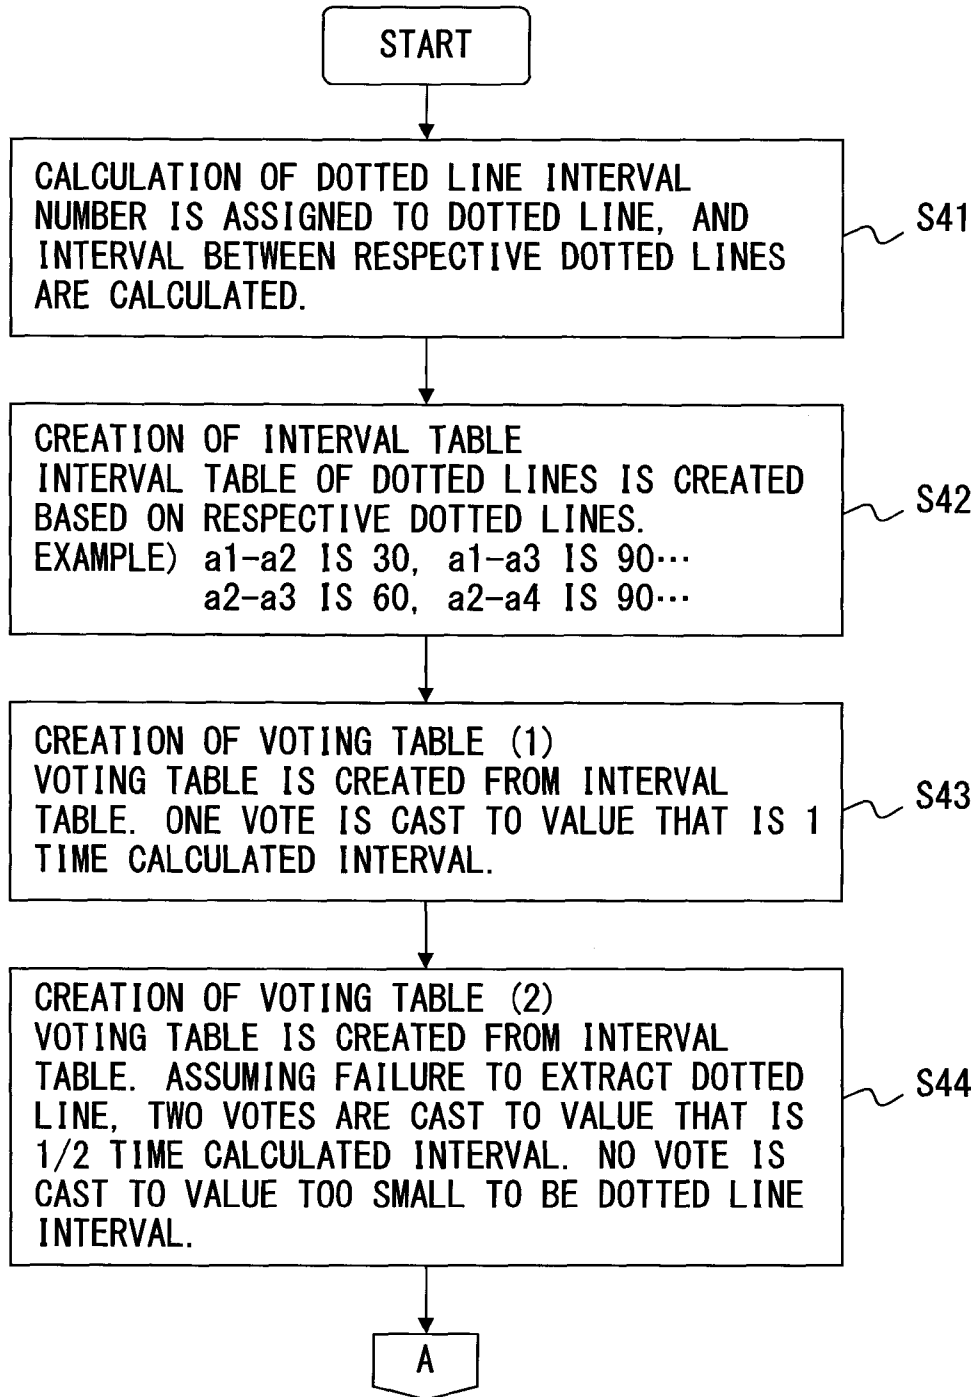 START
CALCULATION OF DOTTED LINE INTERVAL
NUMBER IS ASSIGNED TO DOTTED LINE, AND
INTERVAL BETWEEN RESPECTIVE DOTTED LINES
ARE CALCULATED.
S41
CREATION OF INTERVAL TABLE
INTERVAL TABLE OF DOTTED LINES IS CREATED
BASED ON RESPECTIVE DOTTED LINES.
EXAMPLE) a1-a2 IS 30, a1-a3 IS 90…
a2-a3 IS 60, a2-a4 IS 90…
S42
CREATION OF VOTING TABLE (1)
VOTING TABLE IS CREATED FROM INTERVAL
TABLE. ONE VOTE IS CAST TO VALUE THAT IS 1
TIME CALCULATED INTERVAL.
S43
CREATION OF VOTING TABLE (2)
VOTING TABLE IS CREATED FROM INTERVAL
TABLE. ASSUMING FAILURE TO EXTRACT DOTTED
LINE, TWO VOTES ARE CAST TO VALUE THAT IS
1/2 TIME CALCULATED INTERVAL. NO VOTE IS
CAST TO VALUE TOO SMALL TO BE DOTTED LINE
INTERVAL.
S44
A